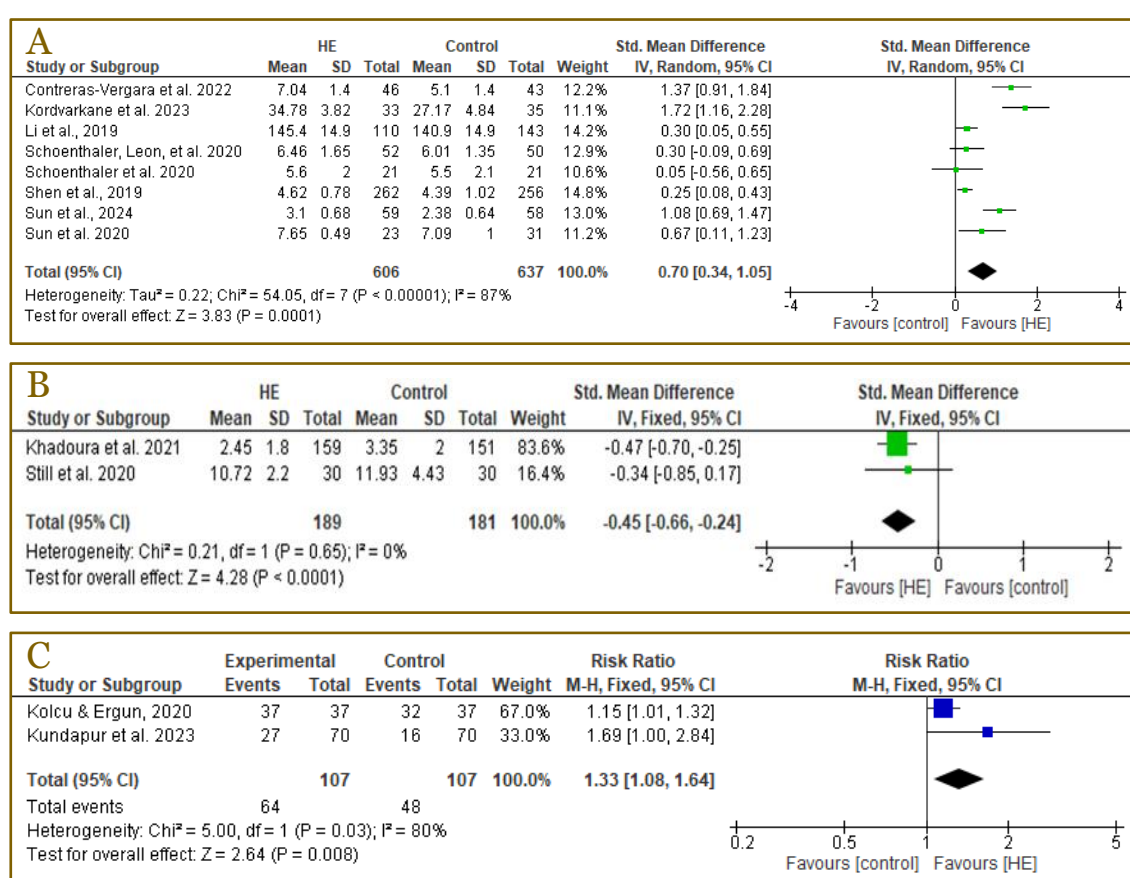 A
HE Control Std. Mean Difference Std. Mean Difference
Study or Subgroup Mean SD Total Mean SD Total Weight IV, Random, 95% CI IV, Random, 95% CI
Contreras-Vergara et al. 2022 7.04 1.4 46 5.1 1.4 43 12.2% 1.37 [0.91, 1.84]
Kordvarkane et al. 2023 34.78 3.82 33 27.17 4.84 35 11.1% 1.72 [1.16, 2.28]
Li et al., 2019 145.4 14.9 110 140.9 14.9 143 14.2% 0.30 [0.05, 0.55]
Schoenthaler, Leon, et al. 2020 6.46 1.65 52 6.01 1.35 50 12.9% 0.30 [-0.09, 0.69]
Schoenthaler et al. 2020 5.6 2 21 5.5 2.1 21 10.6% 0.05 [-0.56, 0.65]
Shen et al., 2019 4.62 0.78 262 4.39 1.02 256 14.8% 0.25 [0.08, 0.43]
Sun et al., 2024 3.1 0.68 59 2.38 0.64 58 13.0% 1.08 [0.69, 1.47]
Sun et al. 2020 7.65 0.49 23 7.09 1 31 11.2% 0.67 [0.11, 1.23]
Total (95% CI) 606 637 100.0% 0.70 [0.34, 1.05]
Heterogeneity: Tau² = 0.22; Chi² = 54.05, df = 7 (P < 0.00001); I² = 87%
Test for overall effect: Z = 3.83 (P = 0.0001)
-4 -2 0 2 4
Favours [control] Favours [HE]
B
HE Control Std. Mean Difference Std. Mean Difference
Study or Subgroup Mean SD Total Mean SD Total Weight IV, Fixed, 95% CI IV, Fixed, 95% CI
Khadoura et al. 2021 2.45 1.8 159 3.35 2 151 83.6% -0.47 [-0.70, -0.25]
Still et al. 2020 10.72 2.2 30 11.93 4.43 30 16.4% -0.34 [-0.85, 0.17]
Total (95% CI) 189 181 100.0% -0.45 [-0.66, -0.24]
Heterogeneity: Chi² = 0.21, df = 1 (P = 0.65); I² = 0%
Test for overall effect: Z = 4.28 (P < 0.0001)
-2 -1 0 1 2
Favours [HE] Favours [control]
C
Experimental Control Risk Ratio Risk Ratio
Study or Subgroup Events Total Events Total Weight M-H, Fixed, 95% CI M-H, Fixed, 95% CI
Kolcu & Ergun, 2020 37 37 32 37 67.0% 1.15 [1.01, 1.32]
Kundapur et al. 2023 27 70 16 70 33.0% 1.69 [1.00, 2.84]
Total (95% CI) 107 107 100.0% 1.33 [1.08, 1.64]
Total events 64 48
Heterogeneity: Chi² = 5.00, df = 1 (P = 0.03); I² = 80%
Test for overall effect: Z = 2.64 (P = 0.008)
0.2 0.5 1 2 5
Favours [control] Favours [HE]